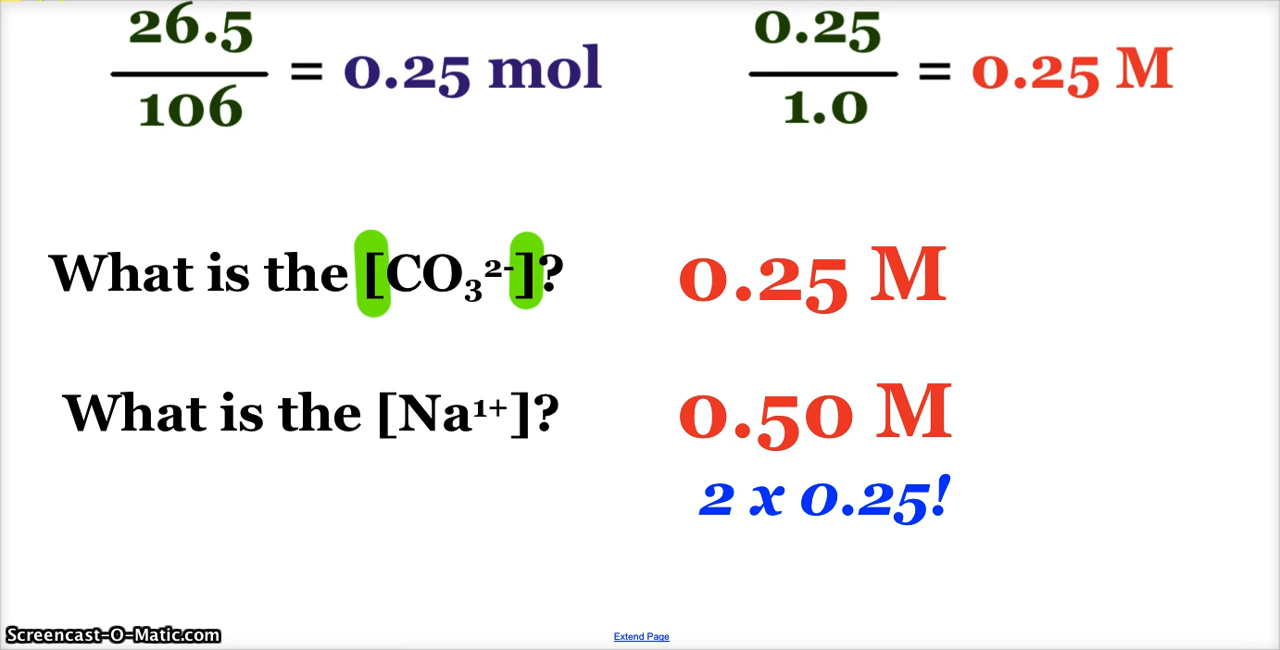 26.5 / 106 = 0.25 mol
0.25 / 1.0 = 0.25 M
What is the [CO₃²⁻]? 0.25 M
What is the [Na¹⁺]? 0.50 M
2 x 0.25!
Screencast-O-Matic.com
Extend Page